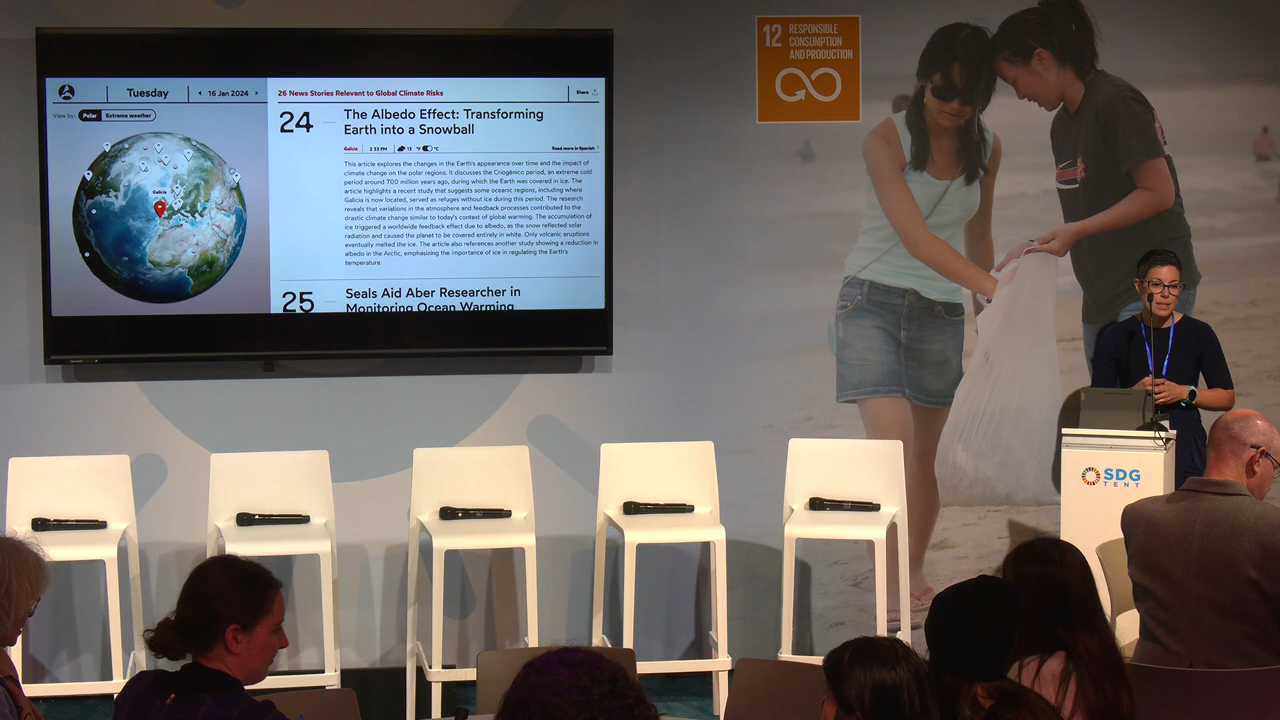 Tuesday
16 Jan 2024
View by:
Polar
Extreme weather
Galicia
26 News Stories Relevant to Global Climate Risks
Share
24
The Albedo Effect: Transforming
Earth into a Snowball
Galicia
2:33 PM
13
°F
°C
Read more in Spanish
This article explores the changes in the Earth's appearance over time and the impact of
climate change on the polar regions. It discusses the Criogénico period, an extreme cold
period around 700 million years ago, during which the Earth was covered in ice. The
article highlights a recent study that suggests some oceanic regions, including where
Galicia is now located, served as refuges without ice during this period. The research
reveals that variations in the atmosphere and feedback processes contributed to the
drastic climate change similar to today's context of global warming. The accumulation of
ice triggered a worldwide feedback effect due to albedo, as the snow reflected solar
radiation and caused the planet to be covered entirely in white. Only volcanic eruptions
eventually melted the ice. The article also references another study showing a reduction in
albedo in the Arctic, emphasizing the importance of ice in regulating the Earth's
temperature.
25
Seals Aid Aber Researcher in
Monitoring Ocean Warming
12
RESPONSIBLE
CONSUMPTION
AND PRODUCTION
SDG
TENT